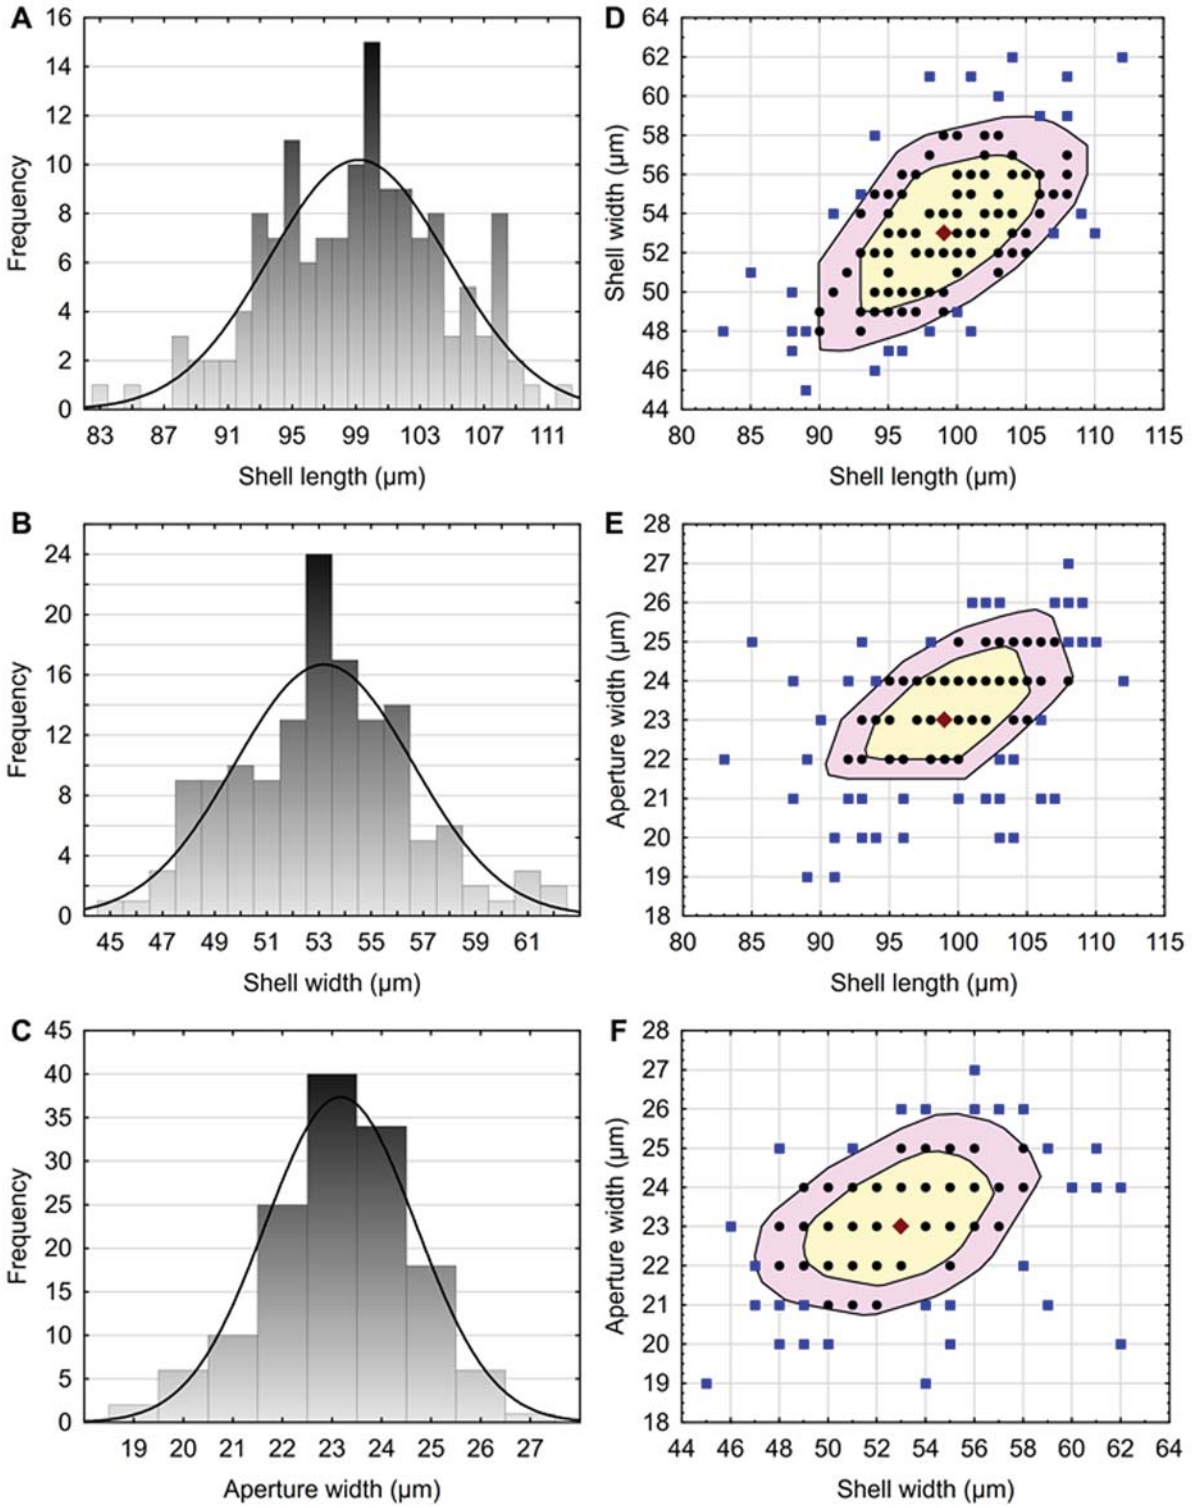 A
16
14
12
10
8
6
4
2
0
Frequency
83 87 91 95 99 103 107 111
Shell length (µm)
D
64
62
60
58
56
54
52
50
48
46
44
Shell width (µm)
80 85 90 95 100 105 110 115
Shell length (µm)
B
24
20
16
12
8
4
0
Frequency
45 47 49 51 53 55 57 59 61
Shell width (µm)
E
28
27
26
25
24
23
22
21
20
19
18
Aperture width (µm)
80 85 90 95 100 105 110 115
Shell length (µm)
C
45
40
35
30
25
20
15
10
5
0
Frequency
19 20 21 22 23 24 25 26 27
Aperture width (µm)
F
28
27
26
25
24
23
22
21
20
19
18
Aperture width (µm)
44 46 48 50 52 54 56 58 60 62 64
Shell width (µm)